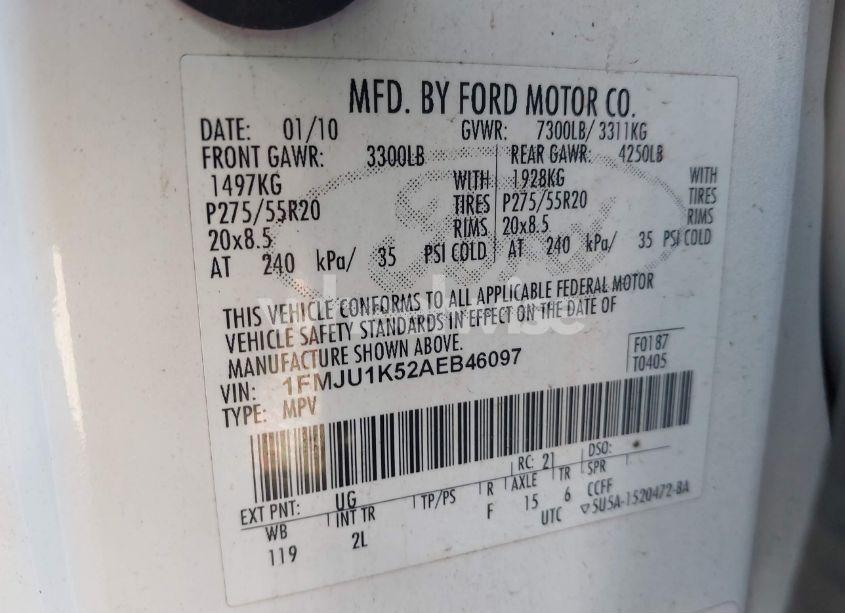 MFD. BY FORD MOTOR CO.
DATE: 01/10 GVWR: 7300LB/ 3311KG
FRONT GAWR: 3300LB REAR GAWR: 4250LB
1497KG WITH 1928KG WITH
P275/55R20 TIRES P275/55R20 TIRES
20x8.5 RIMS 20x8.5 RIMS
AT 240 kPa/ 35 PSI COLD AT 240 kPa/ 35 PSI COLD
THIS VEHICLE CONFORMS TO ALL APPLICABLE FEDERAL MOTOR
VEHICLE SAFETY STANDARDS IN EFFECT ON THE DATE OF
MANUFACTURE SHOWN ABOVE.
VIN: 1FMJU1K52AEB46097 F0187
TYPE: MPV T0405
EXT PNT: UG RC: 21 DSO:
WB INT TR TP/PS R AXLE TR SPR
119 2L F 15 6 CCFF
UTC ▽SU5A-1520472-BA